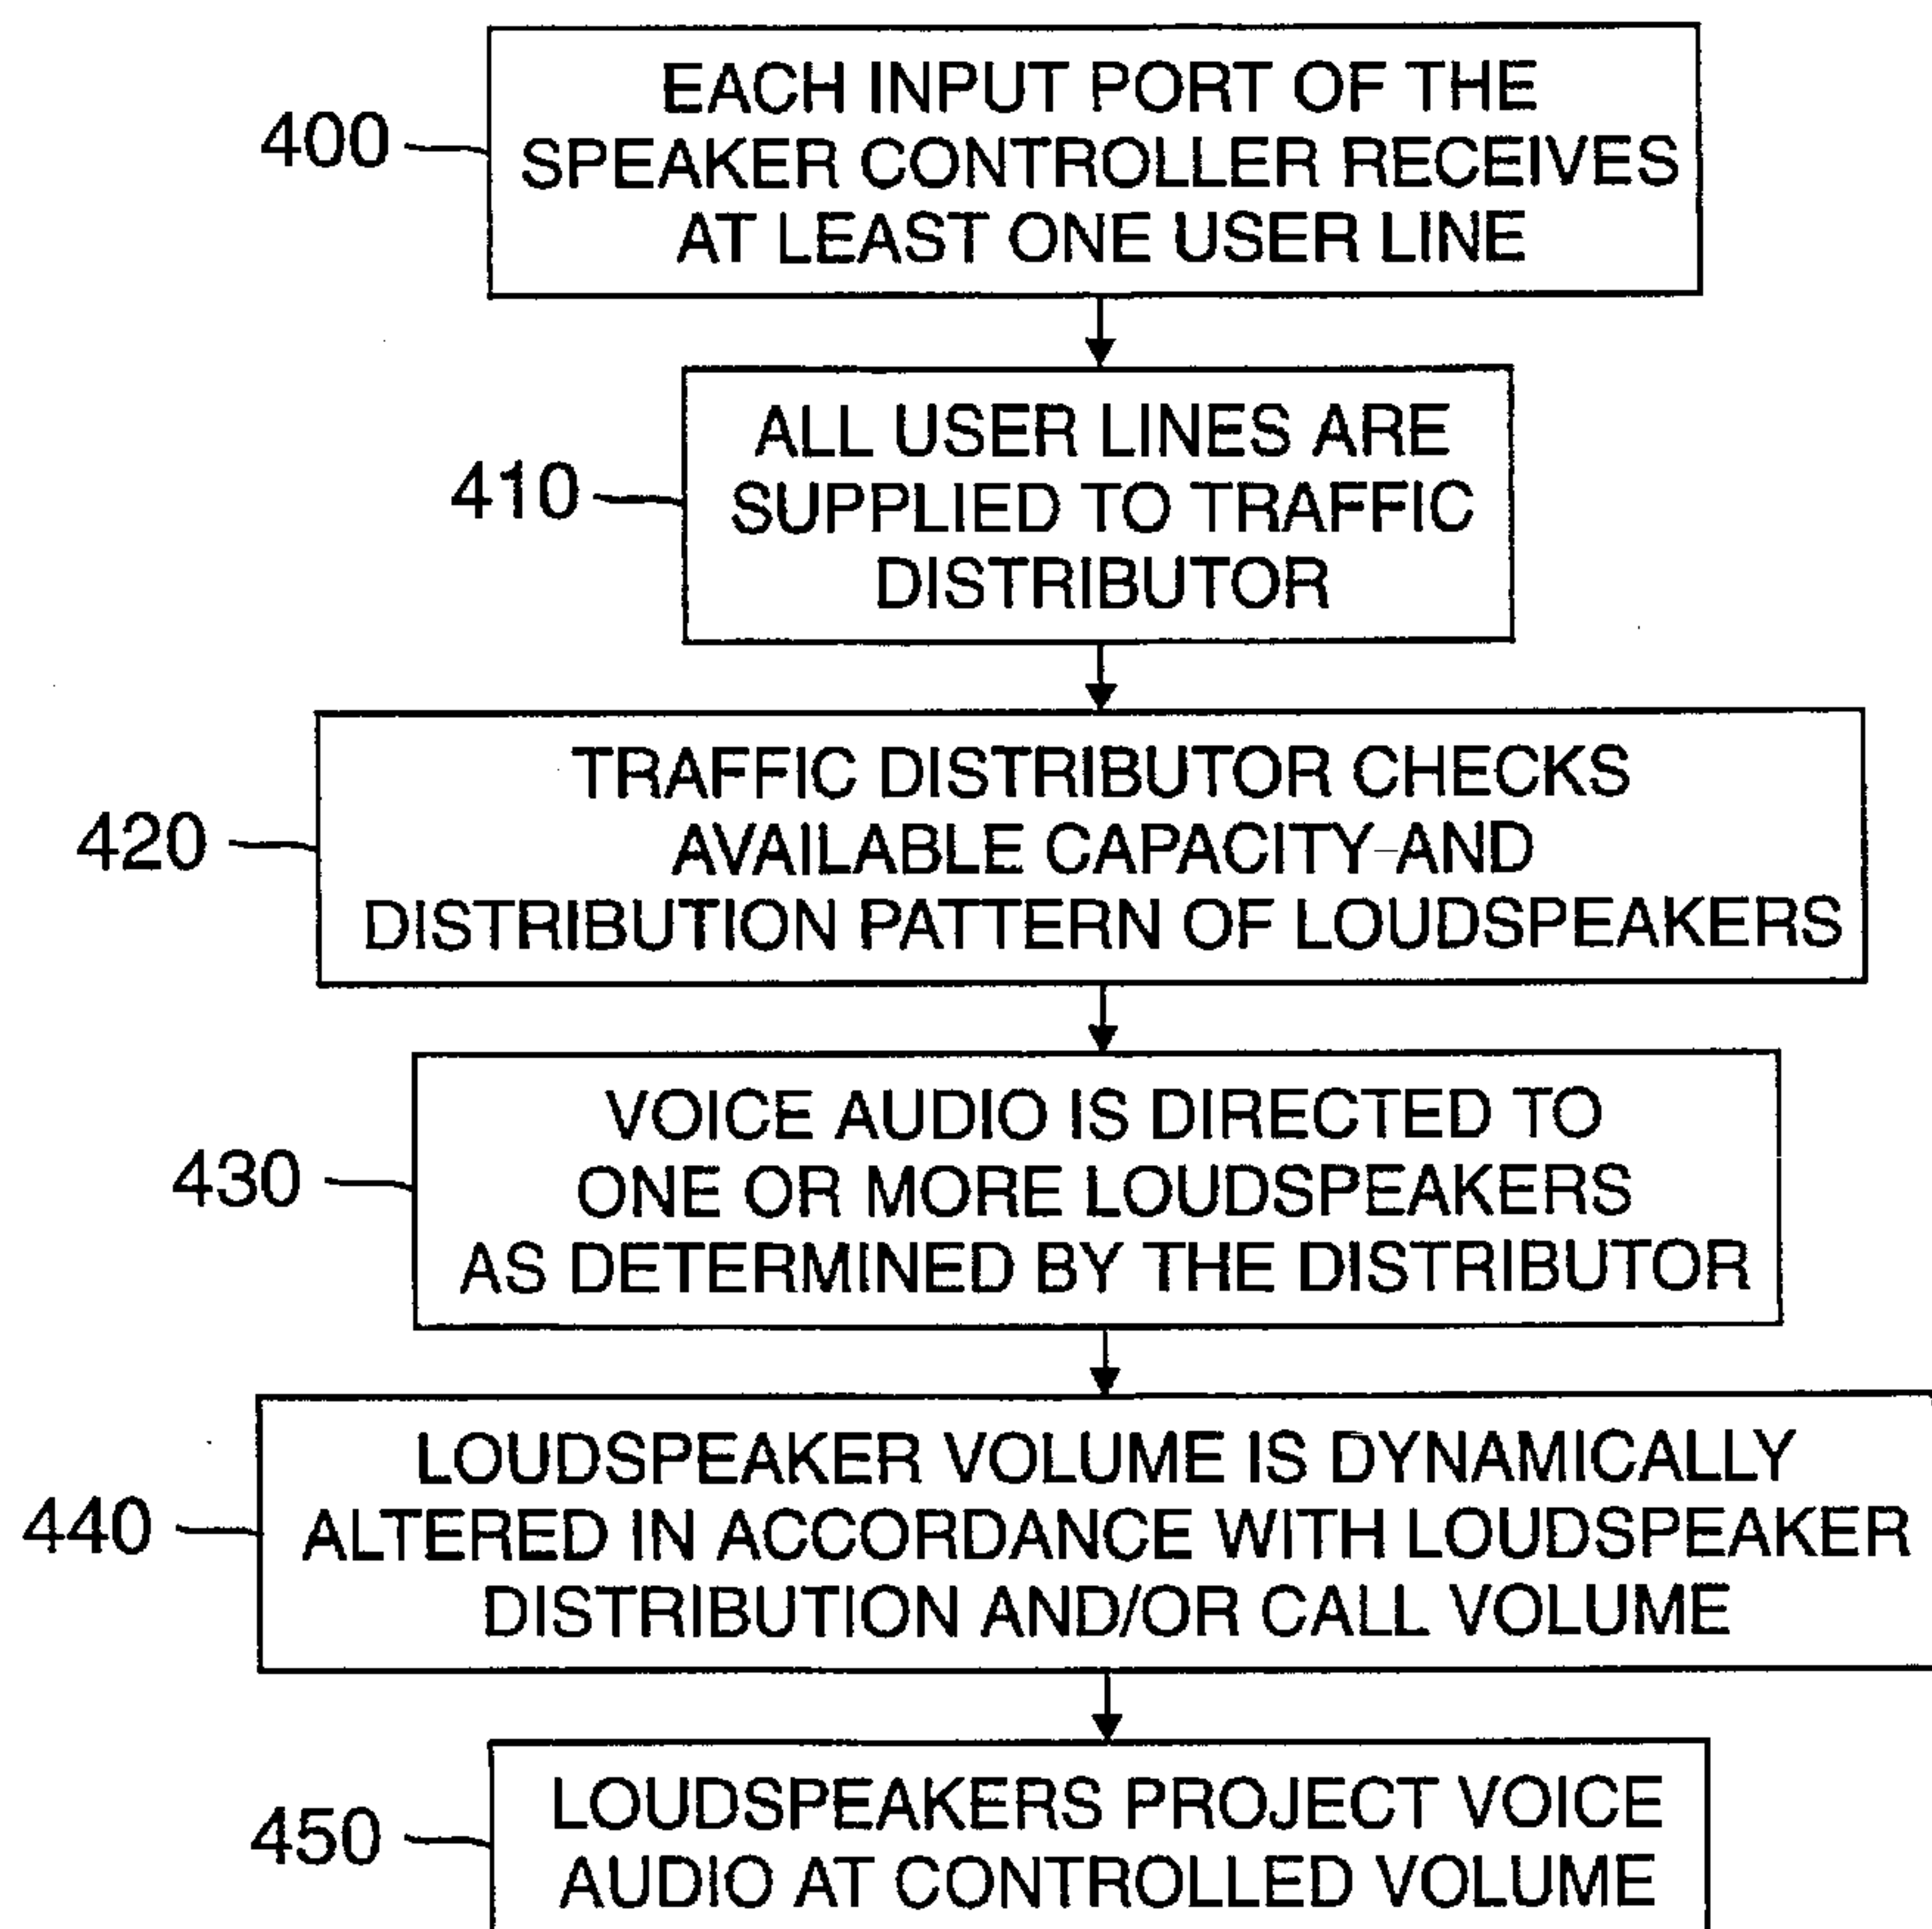 400
EACH INPUT PORT OF THE
SPEAKER CONTROLLER RECEIVES
AT LEAST ONE USER LINE
410
ALL USER LINES ARE
SUPPLIED TO TRAFFIC
DISTRIBUTOR
420
TRAFFIC DISTRIBUTOR CHECKS
AVAILABLE CAPACITY AND
DISTRIBUTION PATTERN OF LOUDSPEAKERS
430
VOICE AUDIO IS DIRECTED TO
ONE OR MORE LOUDSPEAKERS
AS DETERMINED BY THE DISTRIBUTOR
440
LOUDSPEAKER VOLUME IS DYNAMICALLY
ALTERED IN ACCORDANCE WITH LOUDSPEAKER
DISTRIBUTION AND/OR CALL VOLUME
450
LOUDSPEAKERS PROJECT VOICE
AUDIO AT CONTROLLED VOLUME